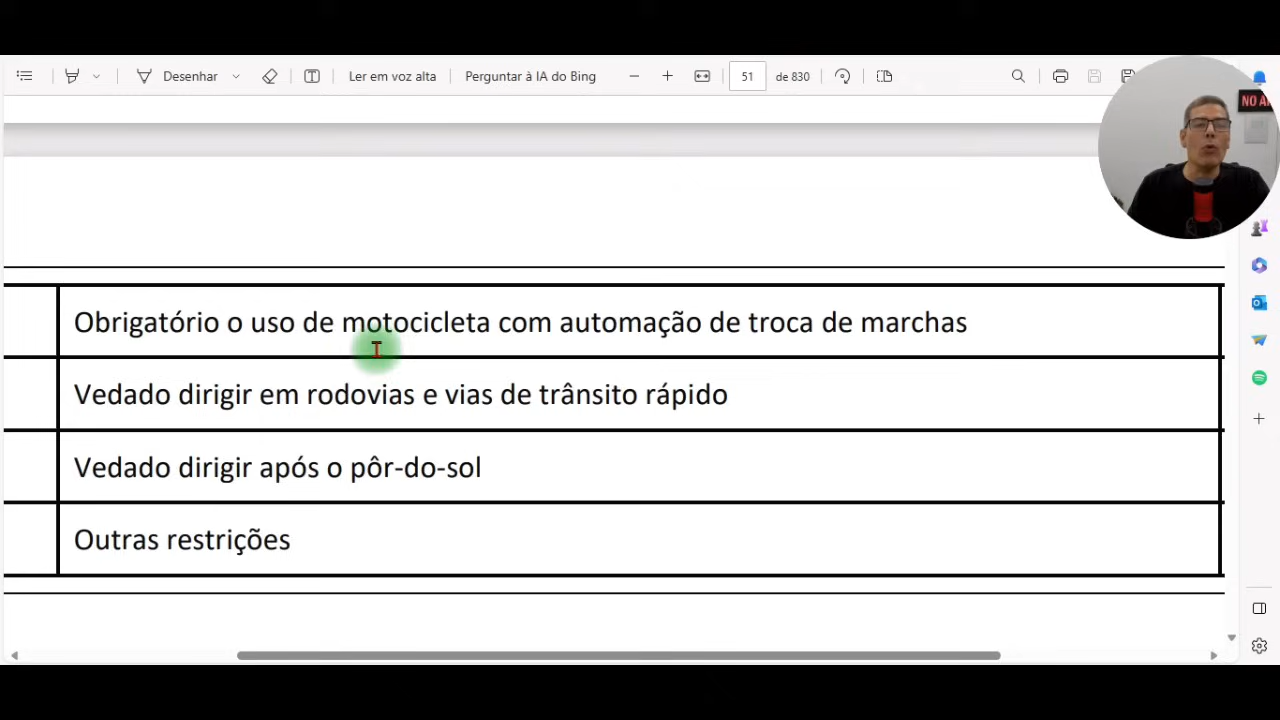 Desenhar
Ler em voz alta
Perguntar à IA do Bing
51
de 830
Obrigatório o uso de motocicleta com automação de troca de marchas
Vedado dirigir em rodovias e vias de trânsito rápido
Vedado dirigir após o pôr-do-sol
Outras restrições